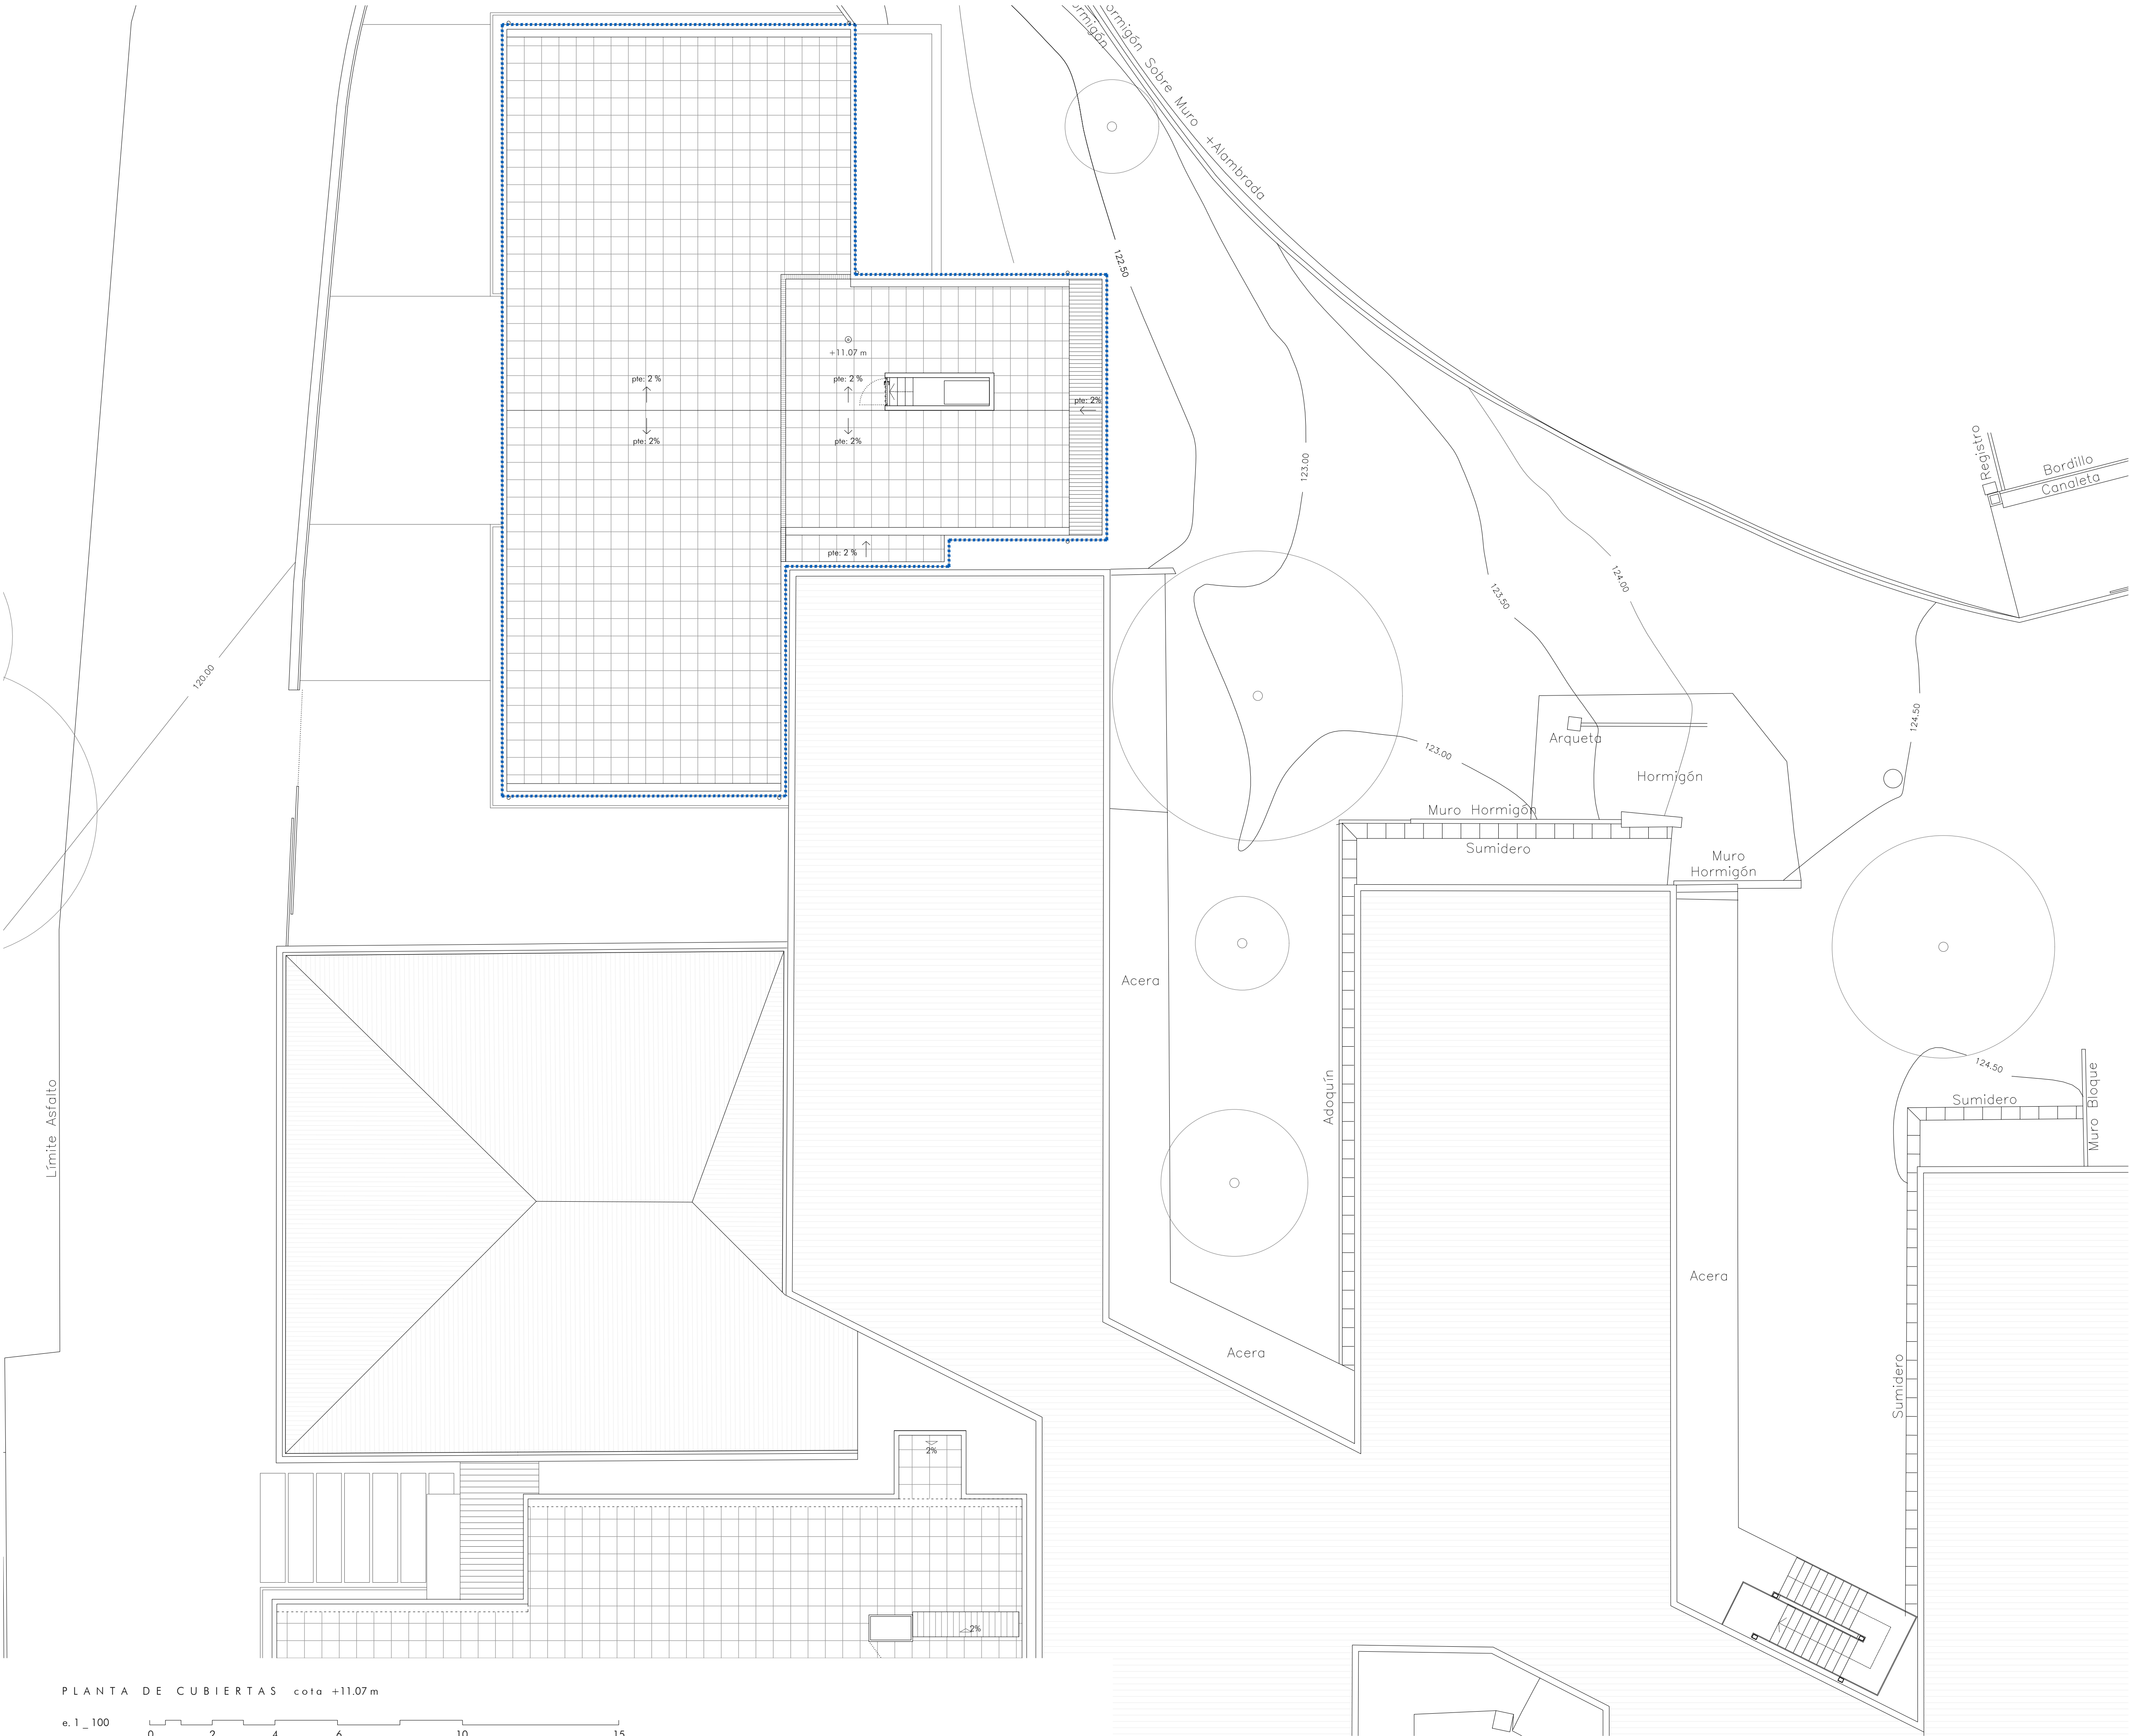 Hormigón Sobre Muro +Alambrada
122.50
+11.07 m
pte: 2 %
pte: 2 %
pte: 2%
pte: 2%
pte: 2%
pte: 2 %
123.00
Registro
Bordillo
Canaleta
123.50
124.00
120.00
124.50
Arqueta
123.00
Hormigón
Muro Hormigón
Sumidero
Muro
Hormigón
Acera
Límite Asfalto
Adoquín
124.50
Sumidero
Muro Bloque
Acera
Acera
Sumidero
2%
2%
PLANTA DE CUBIERTAS cota +11.07 m
e. 1 _ 100
0 2 4 6 10 15